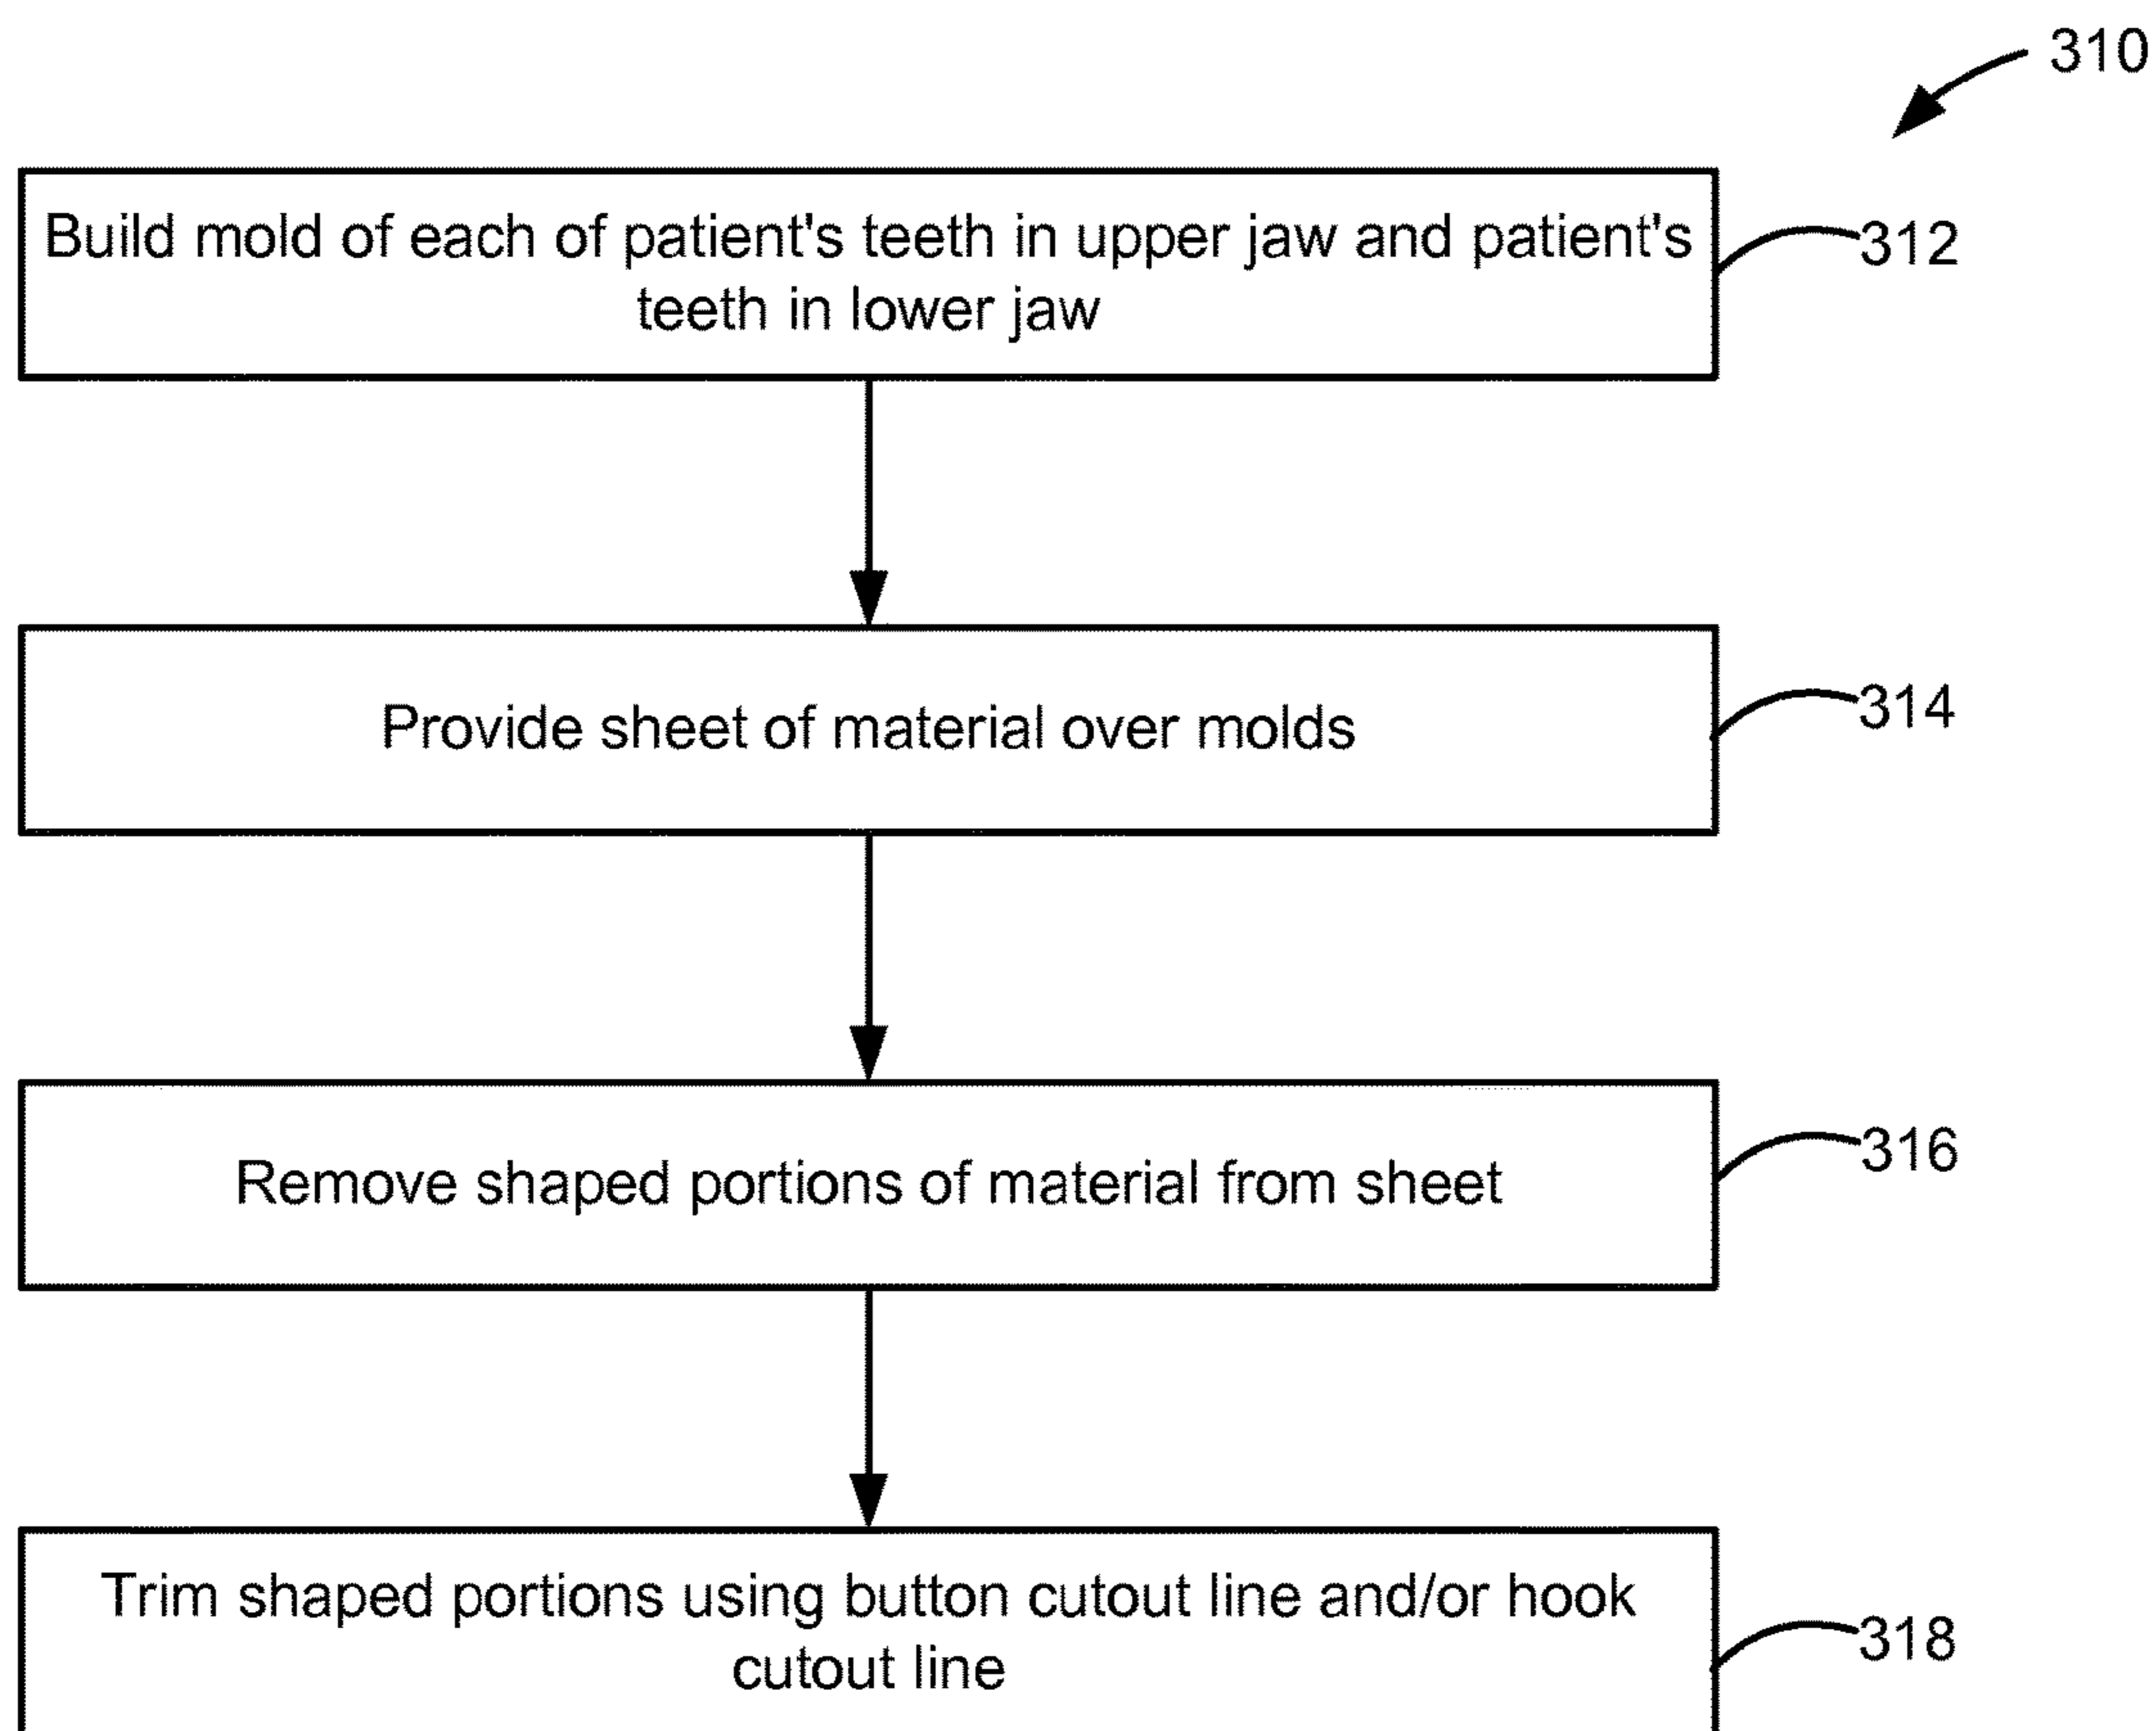 310
Build mold of each of patient's teeth in upper jaw and patient's
teeth in lower jaw
312
Provide sheet of material over molds
314
Remove shaped portions of material from sheet
316
Trim shaped portions using button cutout line and/or hook
cutout line
318